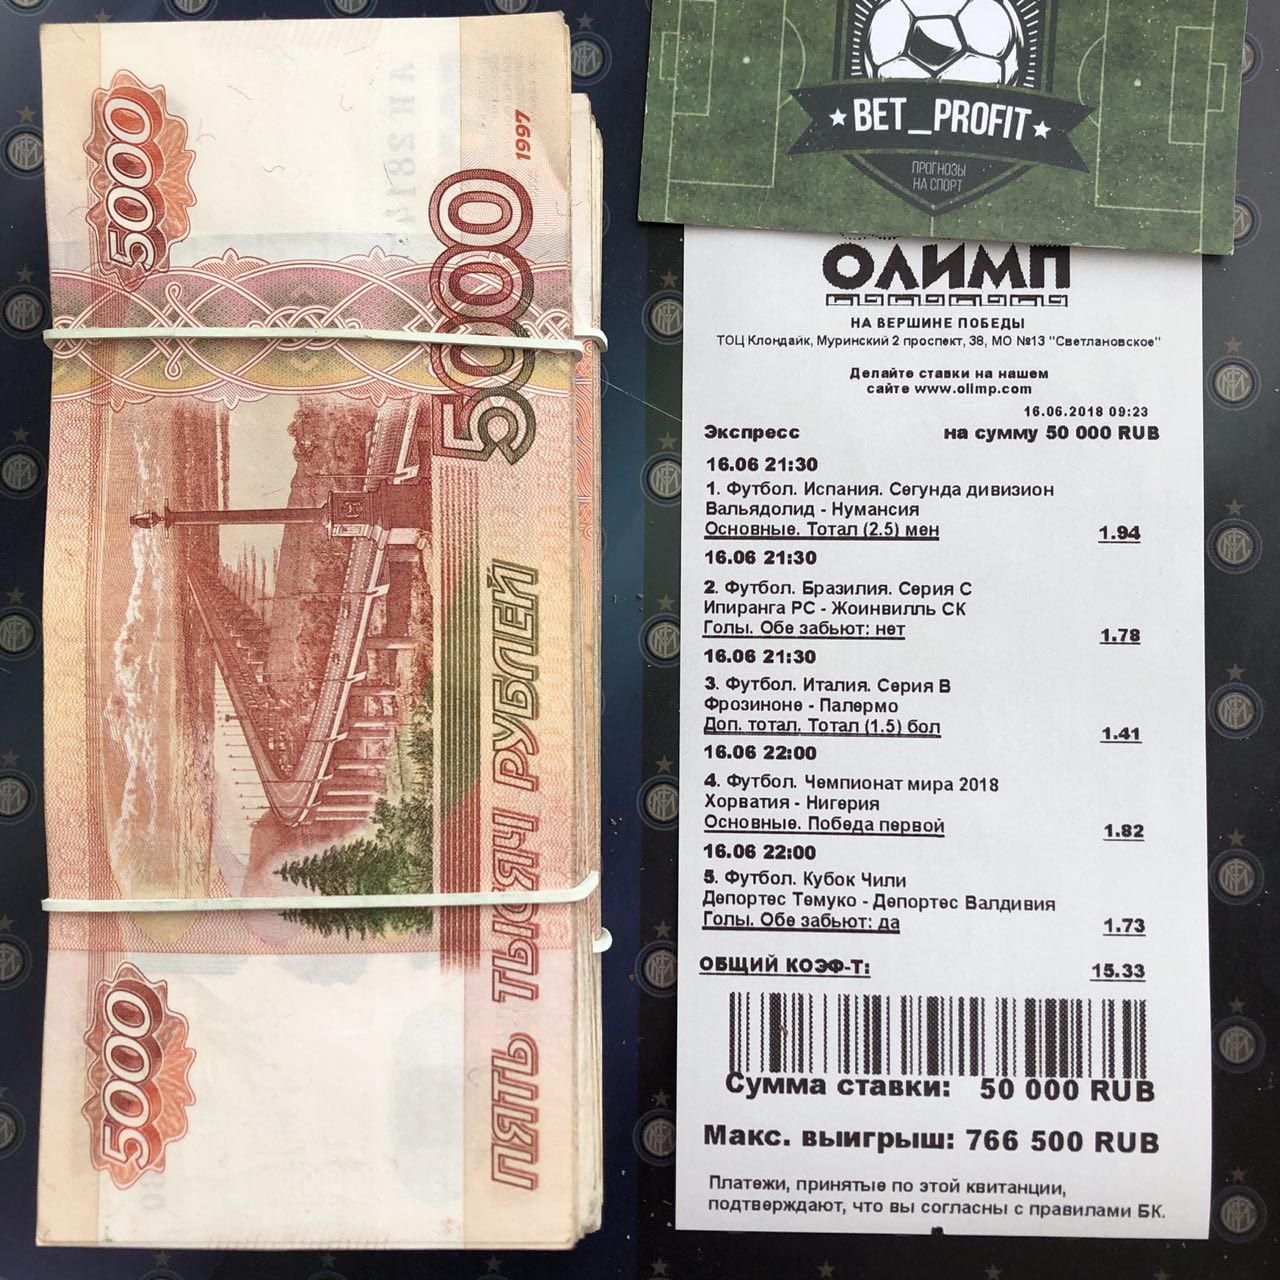 5000
1997
5000
ПЯТЬ ТЫСЯЧ РУБЛЕЙ
5000
BET_PROFIT
ПРОГНОЗЫ
НА СПОРТ
ОЛИМП
НА ВЕРШИНЕ ПОБЕДЫ
ТОЦ Клондайк, Муринский 2 проспект, 38, МО №13 "Светлановское"
Делайте ставки на нашем
сайте www.olimp.com
16.06.2018 09:23
Экспресс на сумму 50 000 RUB
16.06 21:30
1. Футбол. Испания. Сегунда дивизион
Вальядолид - Нумансия
Основные. Тотал (2.5) мен 1.94
16.06 21:30
2. Футбол. Бразилия. Серия С
Ипиранга РС - Жоинвилль СК
Голы. Обе забьют: нет 1.78
16.06 21:30
3. Футбол. Италия. Серия В
Фрозиноне - Палермо
Доп. тотал. Тотал (1.5) бол 1.41
16.06 22:00
4. Футбол. Чемпионат мира 2018
Хорватия - Нигерия
Основные. Победа первой 1.82
16.06 22:00
5. Футбол. Кубок Чили
Депортес Темуко - Депортес Валдивия
Голы. Обе забьют: да 1.73
ОБЩИЙ КОЭФ-Т: 15.33
Сумма ставки: 50 000 RUB
Макс. выигрыш: 766 500 RUB
Платежи, принятые по этой квитанции,
подтверждают, что вы согласны с правилами БК.